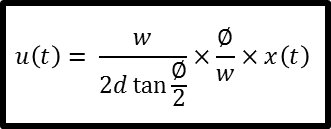 u(t) = w / (2d tan ∅/2) × ∅/w × x(t)